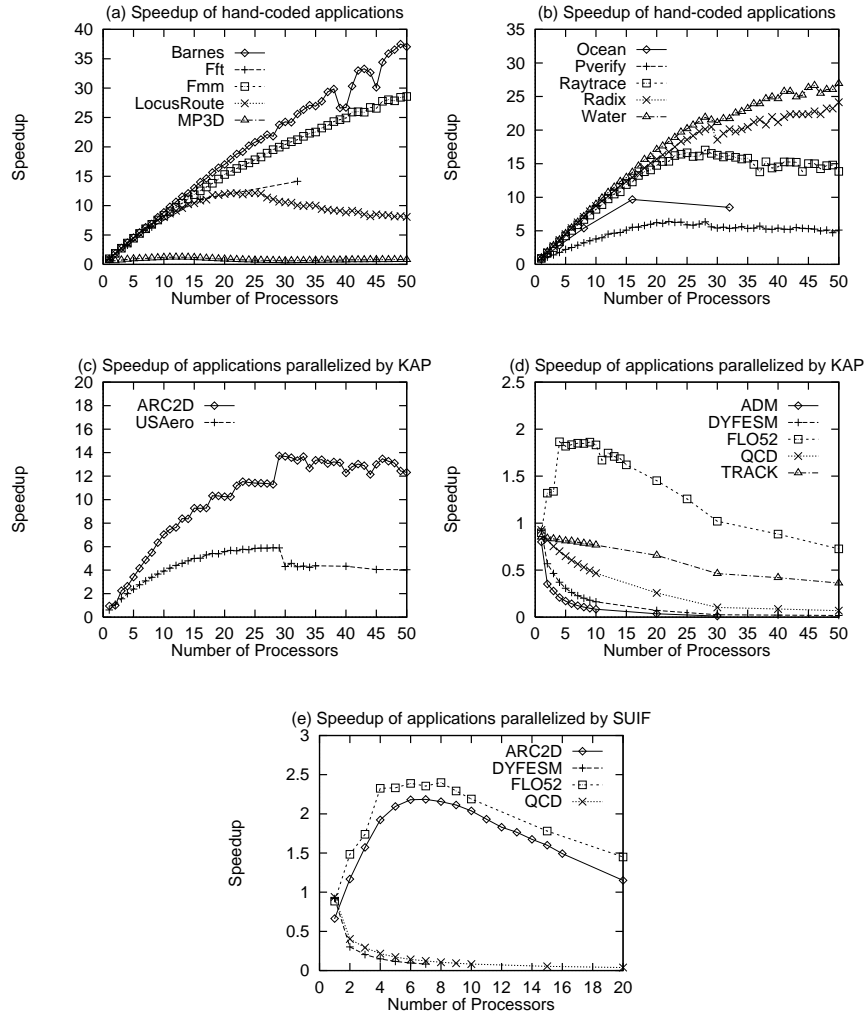 (a) Speedup of hand-coded applications
40
35
30
25
20
15
10
5
0
Speedup
Barnes
Fft
Fmm
LocusRoute
MP3D
0 5 10 15 20 25 30 35 40 45 50
Number of Processors
(b) Speedup of hand-coded applications
35
30
25
20
15
10
5
0
Speedup
Ocean
Pverify
Raytrace
Radix
Water
0 5 10 15 20 25 30 35 40 45 50
Number of Processors
(c) Speedup of applications parallelized by KAP
20
18
16
14
12
10
8
6
4
2
0
Speedup
ARC2D
USAero
0 5 10 15 20 25 30 35 40 45 50
Number of Processors
(d) Speedup of applications parallelized by KAP
2.5
2
1.5
1
0.5
0
Speedup
ADM
DYFESM
FLO52
QCD
TRACK
0 5 10 15 20 25 30 35 40 45 50
Number of Processors
(e) Speedup of applications parallelized by SUIF
3
2.5
2
1.5
1
0.5
0
Speedup
ARC2D
DYFESM
FLO52
QCD
0 2 4 6 8 10 12 14 16 18 20
Number of Processors